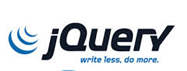 jQuery
write less, do more.